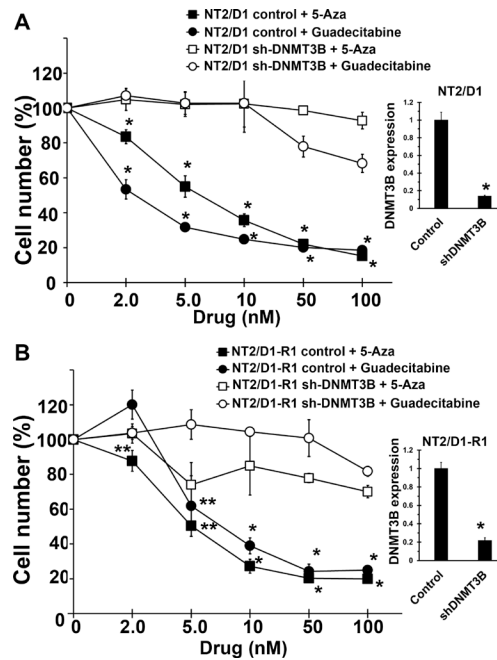 A
NT2/D1 control + 5-Aza
NT2/D1 control + Guadecitabine
NT2/D1 sh-DNMT3B + 5-Aza
NT2/D1 sh-DNMT3B + Guadecitabine
Cell number (%)
120
100
80
60
40
20
0
* * * * * * * * * *
0 2.0 5.0 10 50 100
Drug (nM)
NT2/D1
DNMT3B expression
1.2
1
0.8
0.6
0.4
0.2
0
*
Control
shDNMT3B
B
NT2/D1-R1 control + 5-Aza
NT2/D1-R1 control + Guadecitabine
NT2/D1-R1 sh-DNMT3B + 5-Aza
NT2/D1-R1 sh-DNMT3B + Guadecitabine
Cell number (%)
120
100
80
60
40
20
0
** ** ** * * * * * *
0 2.0 5.0 10 50 100
Drug (nM)
NT2/D1-R1
DNMT3B expression
1.2
1
0.8
0.6
0.4
0.2
0
*
Control
shDNMT3B